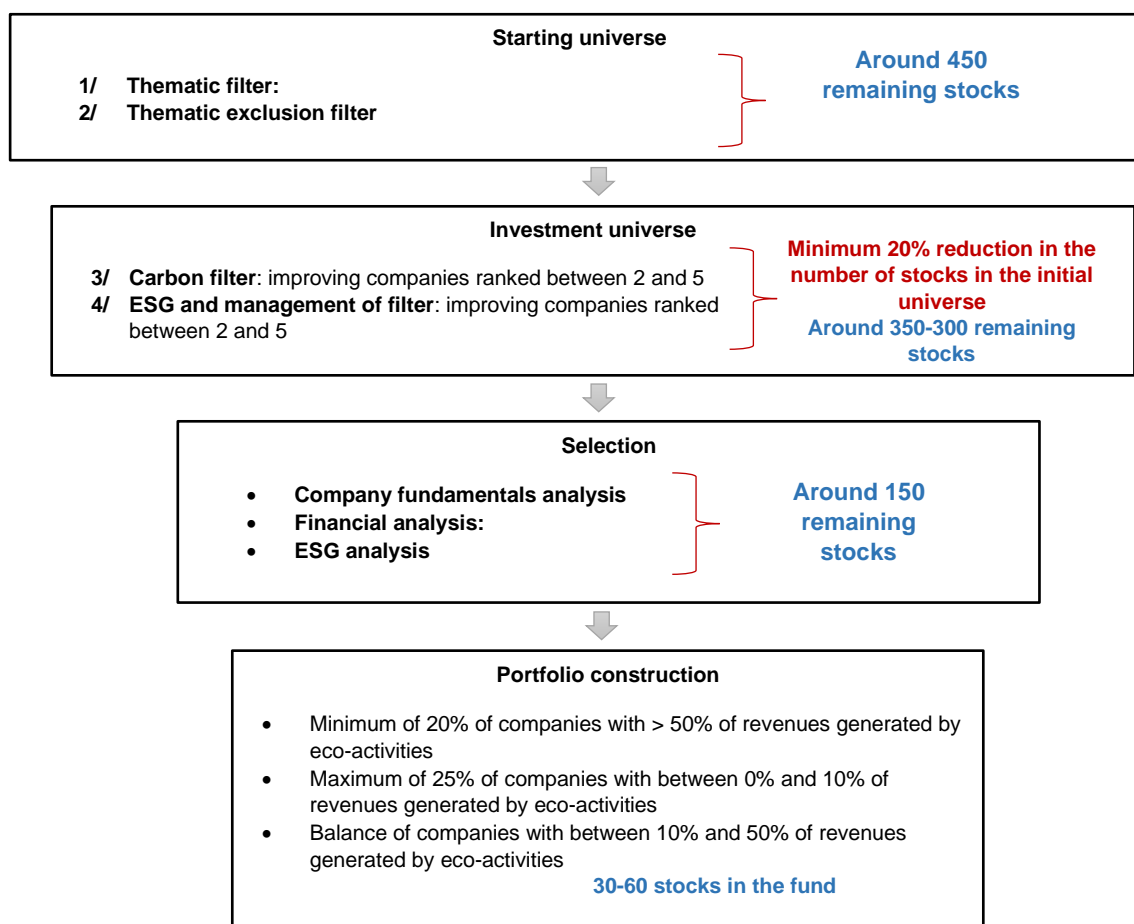 Starting universe
1/ Thematic filter:
2/ Thematic exclusion filter
Around 450
remaining stocks
Investment universe
3/ Carbon filter: improving companies ranked between 2 and 5
4/ ESG and management of filter: improving companies ranked
between 2 and 5
Minimum 20% reduction in the
number of stocks in the initial
universe
Around 350-300 remaining
stocks
Selection
• Company fundamentals analysis
• Financial analysis:
• ESG analysis
Around 150
remaining
stocks
Portfolio construction
• Minimum of 20% of companies with > 50% of revenues generated by
eco-activities
• Maximum of 25% of companies with between 0% and 10% of
revenues generated by eco-activities
• Balance of companies with between 10% and 50% of revenues
generated by eco-activities
30-60 stocks in the fund